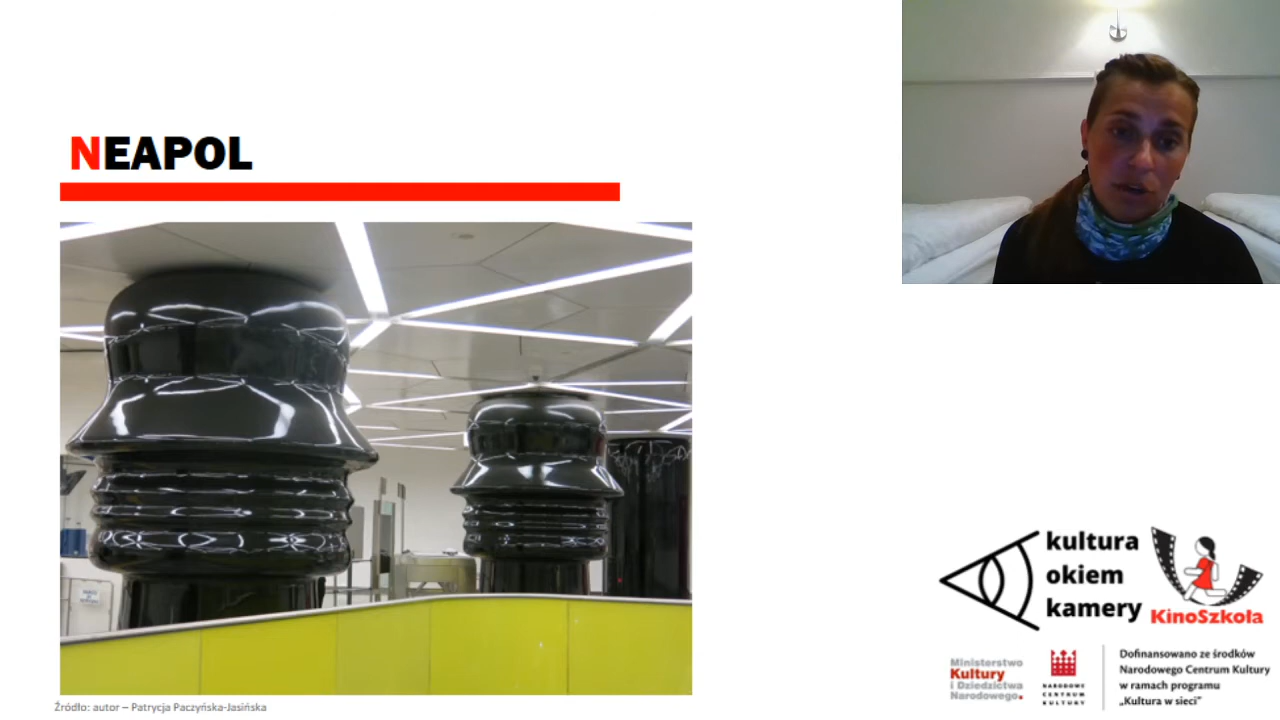 NEAPOL
Źródło: autor – Patrycja Paczyńska-Jasińska
kultura
okiem
kamery
KinoSzkoła
Ministerstwo
Kultury
i Dziedzictwa
Narodowego.
NARODOWE
CENTRUM
KULTURY
Dofinansowano ze środków
Narodowego Centrum Kultury
w ramach programu
„Kultura w sieci”